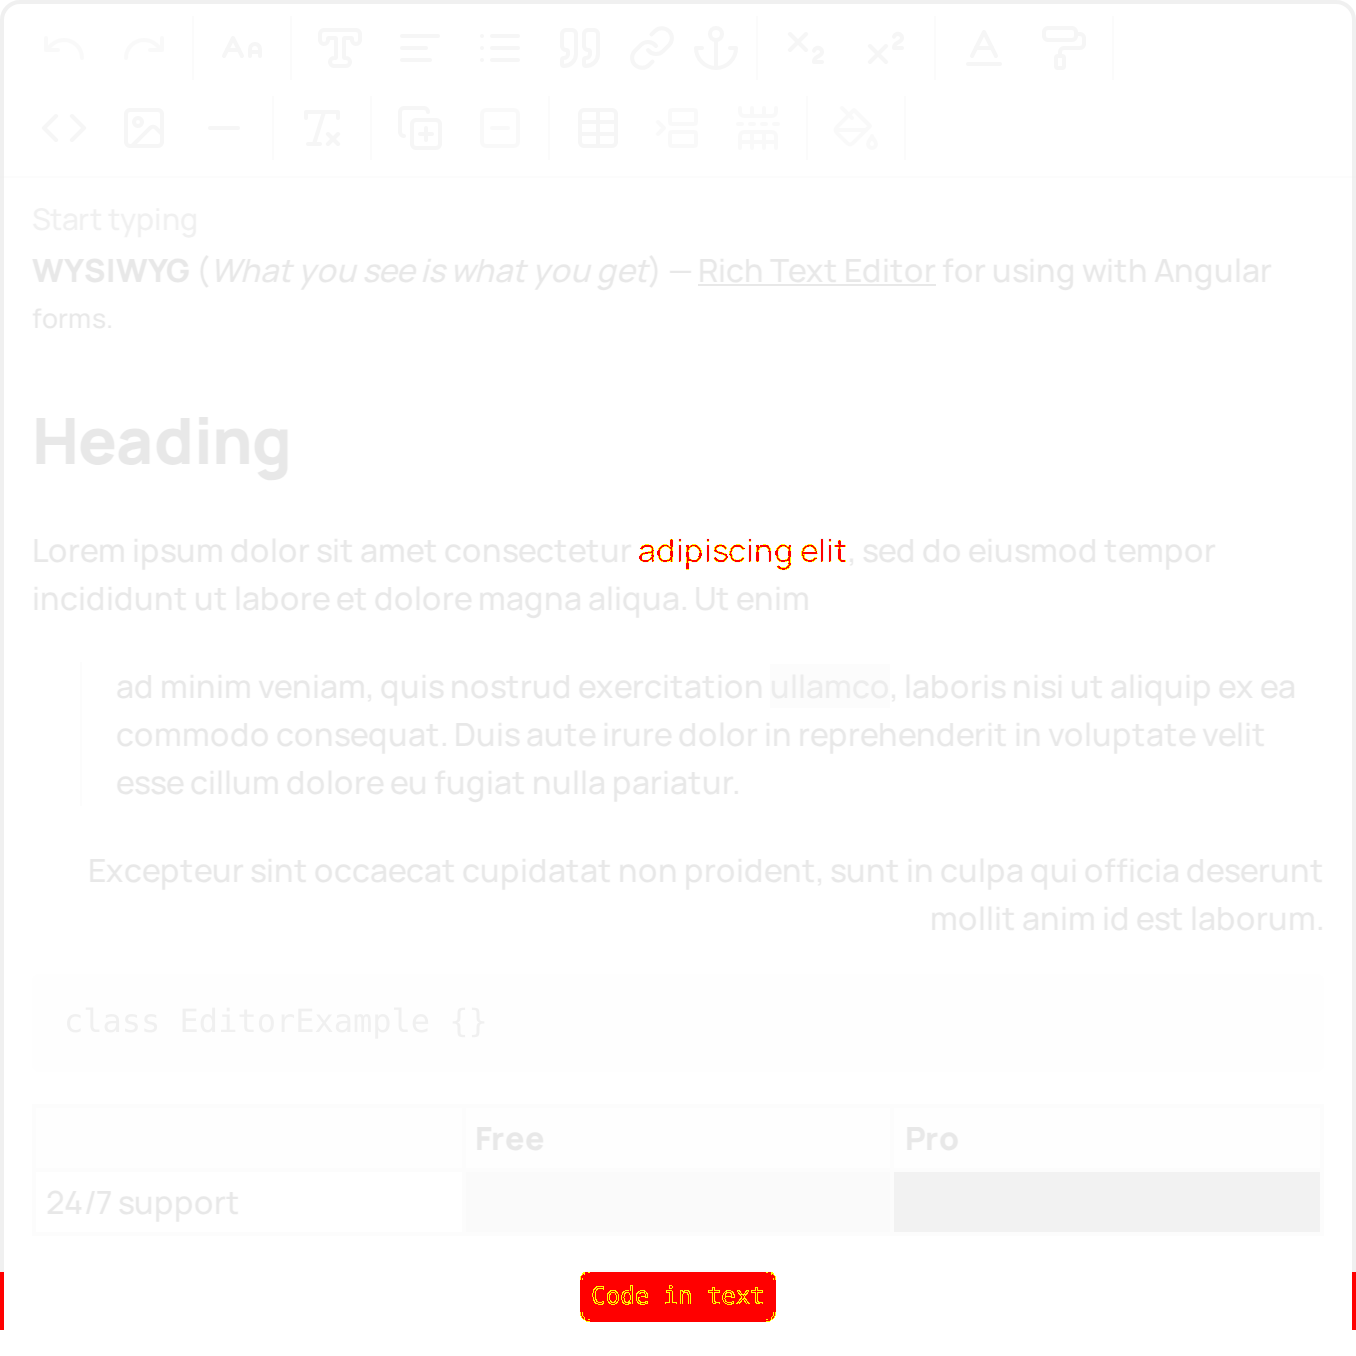 Start typing
WYSIWYG (What you see is what you get) — Rich Text Editor for using with Angular
forms.
Heading
Lorem ipsum dolor sit amet consectetur adipiscing elit, sed do eiusmod tempor
incididunt ut labore et dolore magna aliqua. Ut enim
ad minim veniam, quis nostrud exercitation ullamco, laboris nisi ut aliquip ex ea
commodo consequat. Duis aute irure dolor in reprehenderit in voluptate velit
esse cillum dolore eu fugiat nulla pariatur.
Excepteur sint occaecat cupidatat non proident, sunt in culpa qui officia deserunt
mollit anim id est laborum.
class EditorExample {}
Free Pro
24/7 support
Code in text